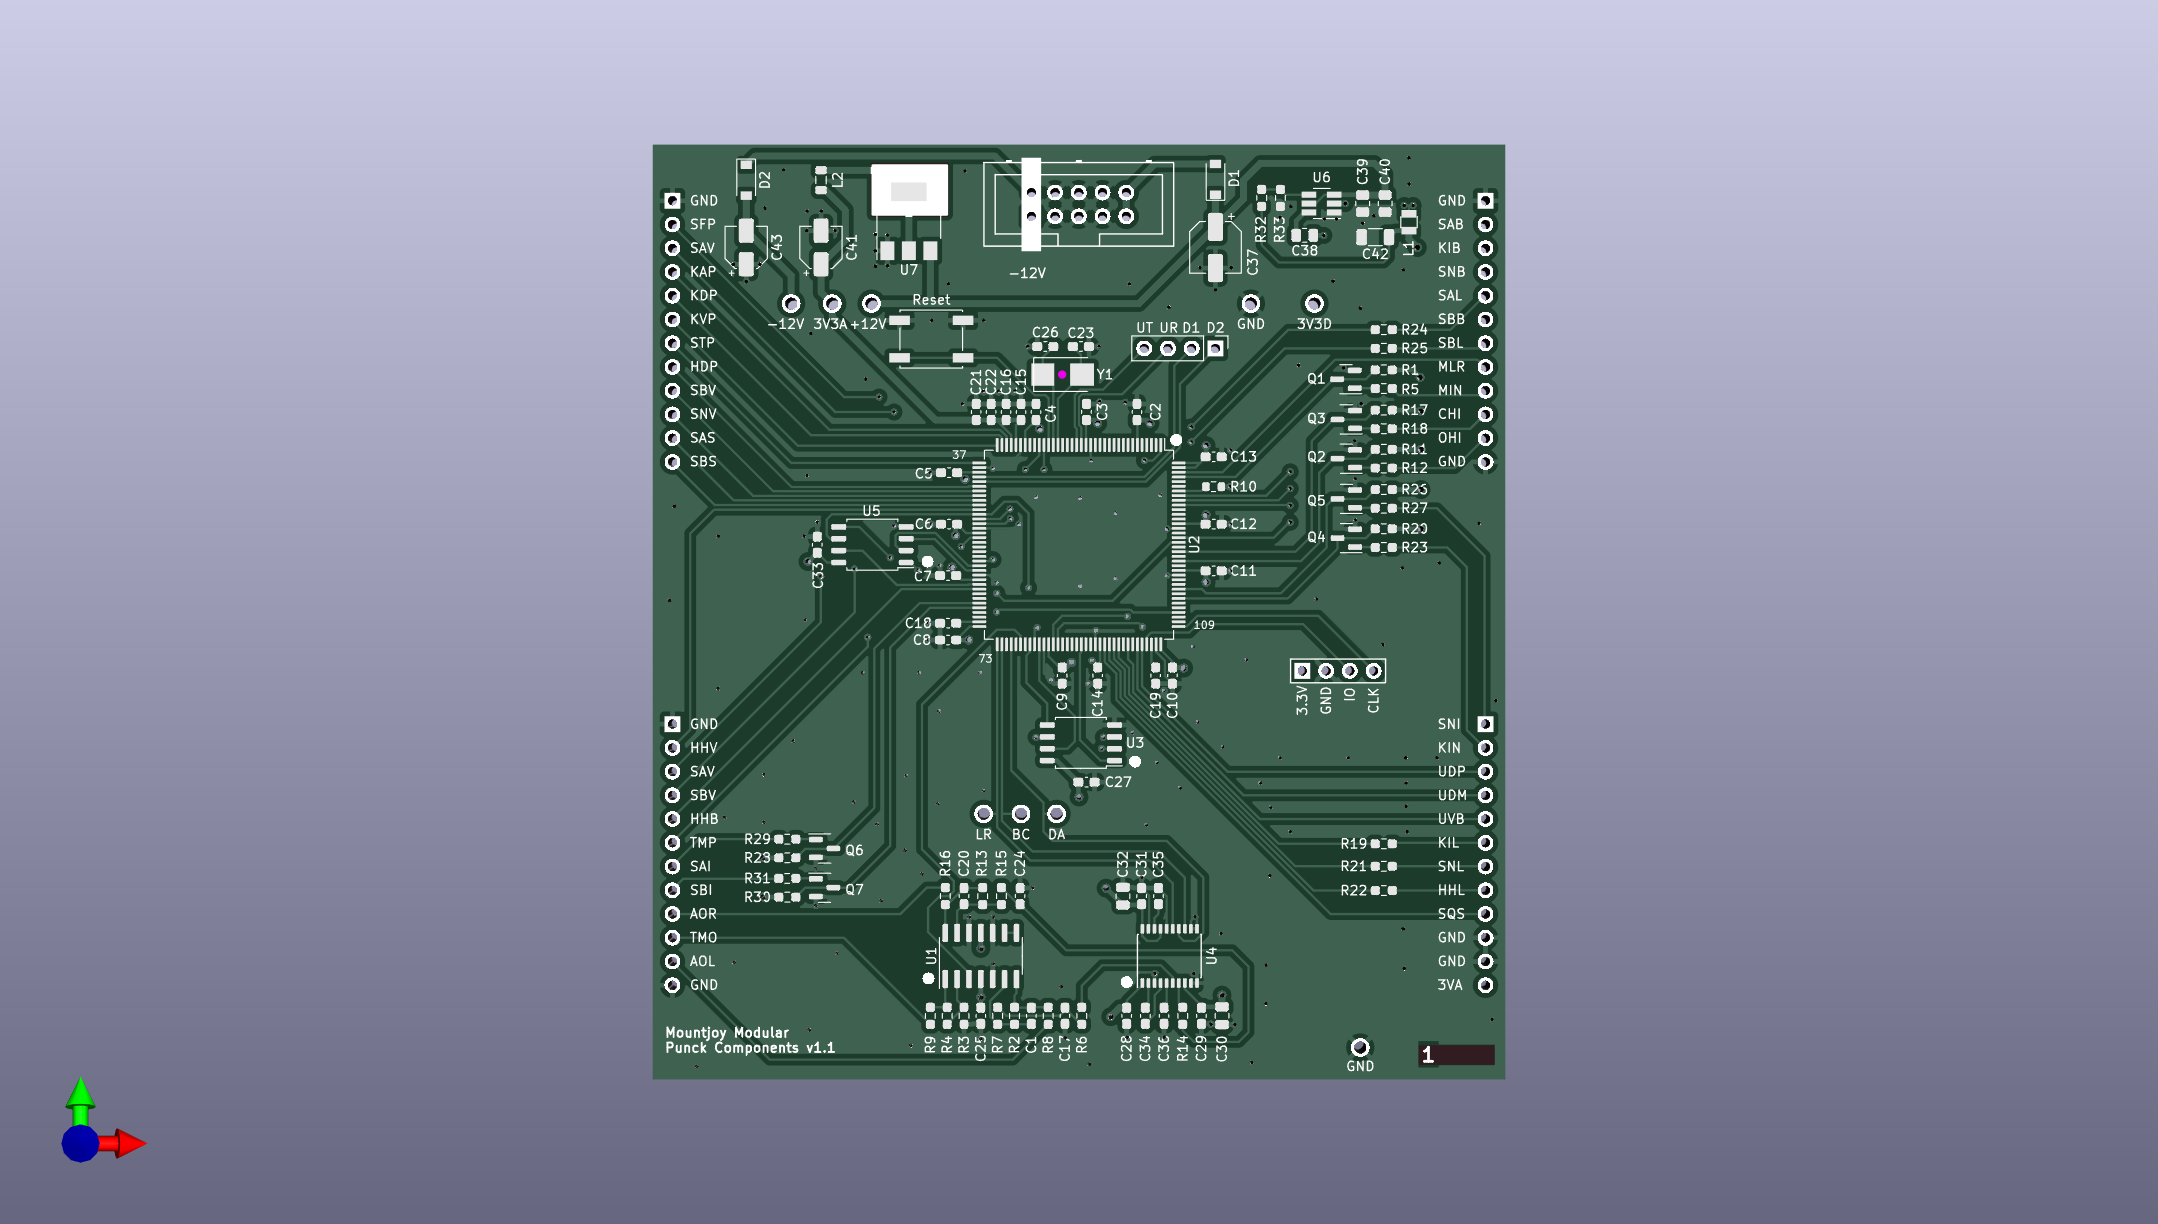 D2
L2
D1
U6
C39
C40
GND
SFP
SAV
KAP
KDP
KVP
STP
HDP
SBV
SNV
SAS
SBS
C43
C41
U7
-12V
C37
R32
R33
C38
C42
L1
GND
SAB
KIB
SNB
SAL
SBB
SBL
MLR
MIN
CHI
OHI
GND
-12V
3V3A
+12V
Reset
GND
3V3D
C26
C23
UT UR D1 D2
Y1
C21
C22
C16
C15
C4
C3
C2
R24
R25
Q1
R1
R5
Q3
R17
R18
Q2
R11
R12
Q5
R27
Q4
R23
37
C5
C13
R10
U5
C6
C12
U2
C33
C7
C11
C18
C8
109
73
C9
C14
C19
C10
3.3V
GND
IO
CLK
U3
C27
GND
HHV
SAV
SBV
HHB
TMP
SAI
SBI
AOR
TMO
AOL
GND
SNI
KIN
UDP
UDM
UVB
KIL
SNL
HHL
SQS
GND
GND
3VA
LR
BC
DA
R29
Q6
R31
Q7
R30
R19
R21
R22
R16
C20
R13
R15
C24
C32
C31
C35
U1
U4
R9
R4
R3
C25
R7
R2
C1
R8
C17
R6
C28
C34
C36
R14
C29
C30
Mountjoy Modular
Punck Components v1.1
GND
1